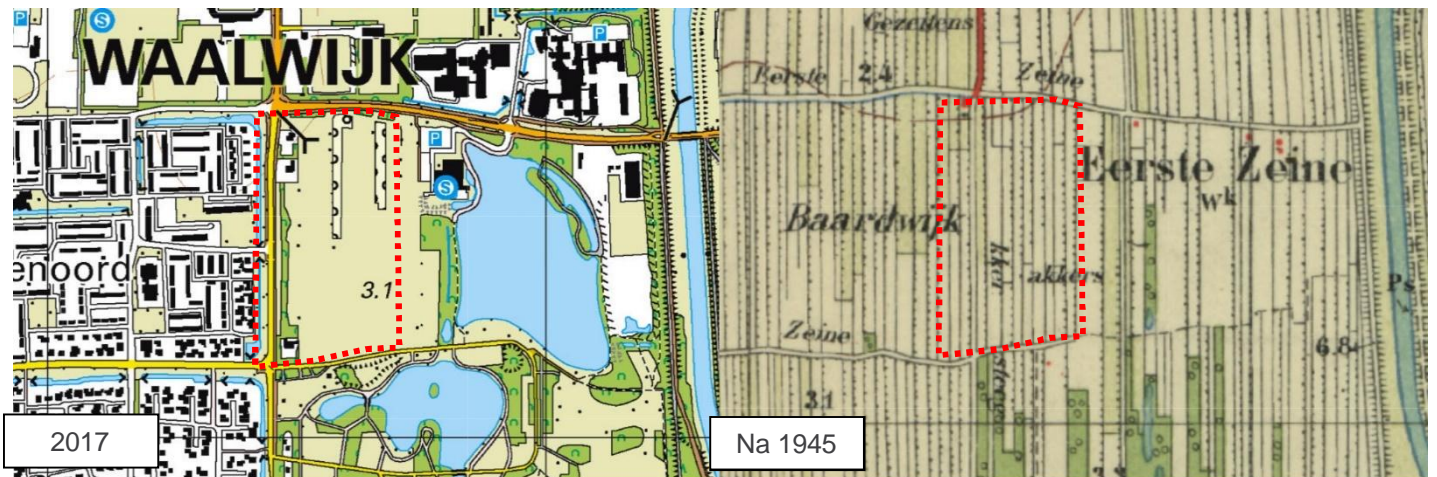 P
S
WAALWIJK
P
P
S
enoord
3.1
2017
Gezeitens
Eerste 2.4 Zeine
Eerste Zeine
Wk
Baardwijk
akkers
Ps
Zeine
6.8
3.1
Na 1945